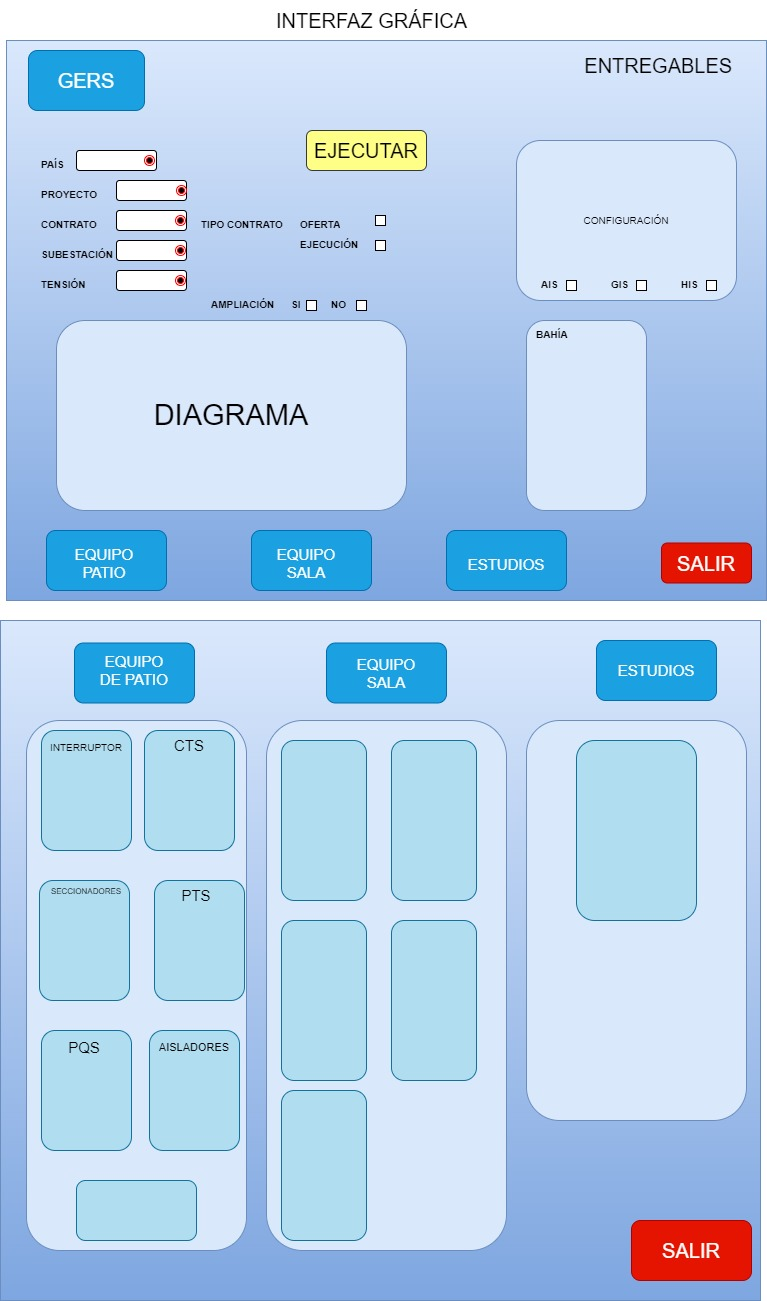 INTERFAZ GRÁFICA
GERS
ENTREGABLES
EJECUTAR
PAÍS
PROYECTO
CONTRATO
TIPO CONTRATO
OFERTA
EJECUCIÓN
SUBESTACIÓN
TENSIÓN
AMPLIACIÓN
SI
NO
CONFIGURACIÓN
AIS
GIS
HIS
DIAGRAMA
BAHÍA
EQUIPO
PATIO
EQUIPO
SALA
ESTUDIOS
SALIR
EQUIPO
DE PATIO
EQUIPO
SALA
ESTUDIOS
INTERRUPTOR
CTS
SECCIONADORES
PTS
PQS
AISLADORES
SALIR